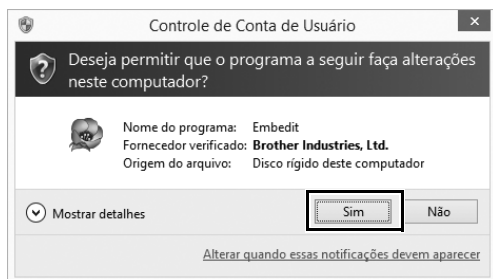 Controle de Conta de Usuário
Deseja permitir que o programa a seguir faça alterações
neste computador?
Nome do programa: Embedit
Fornecedor verificado: Brother Industries, Ltd.
Origem do arquivo: Disco rígido deste computador
Mostrar detalhes
Sim
Não
Alterar quando essas notificações devem aparecer